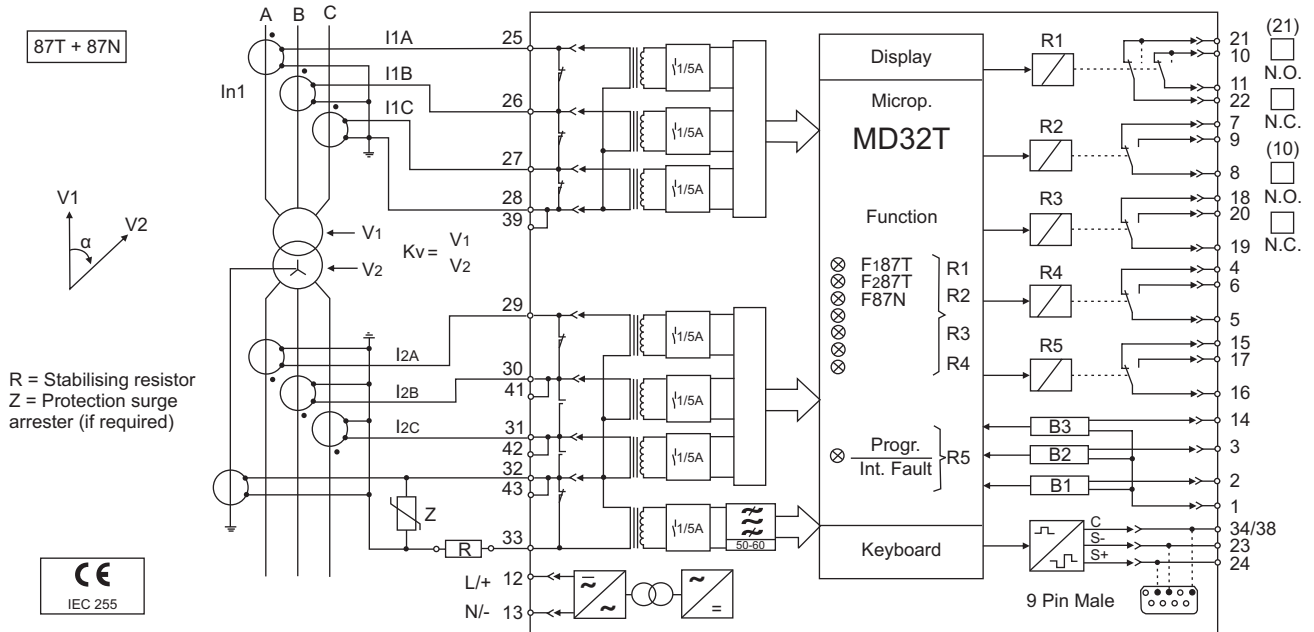 A B C
87T + 87N
In1
I1A
I1B
I1C
25
26
27
28
39
V1
α
V2
V1
V2
Kv = V1
V2
I2A
I2B
I2C
29
30
41
31
42
32
43
33
R = Stabilising resistor
Z = Protection surge
arrester (if required)
Z
R
CE
IEC 255
L/+ 12
N/- 13
1/5A
1/5A
1/5A
1/5A
1/5A
1/5A
1/5A
50-60
Display
Microp.
MD32T
Function
F187T
F287T
F87N
R1
R2
R3
R4
Progr.
Int. Fault
R5
Keyboard
R1
R2
R3
R4
R5
B3
B2
B1
C
S-
S+
9 Pin Male
21
10
11
22
7
9
8
18
20
19
4
6
5
15
17
16
14
3
2
1
34/38
23
24
(21)
N.O.
N.C.
(10)
N.O.
N.C.